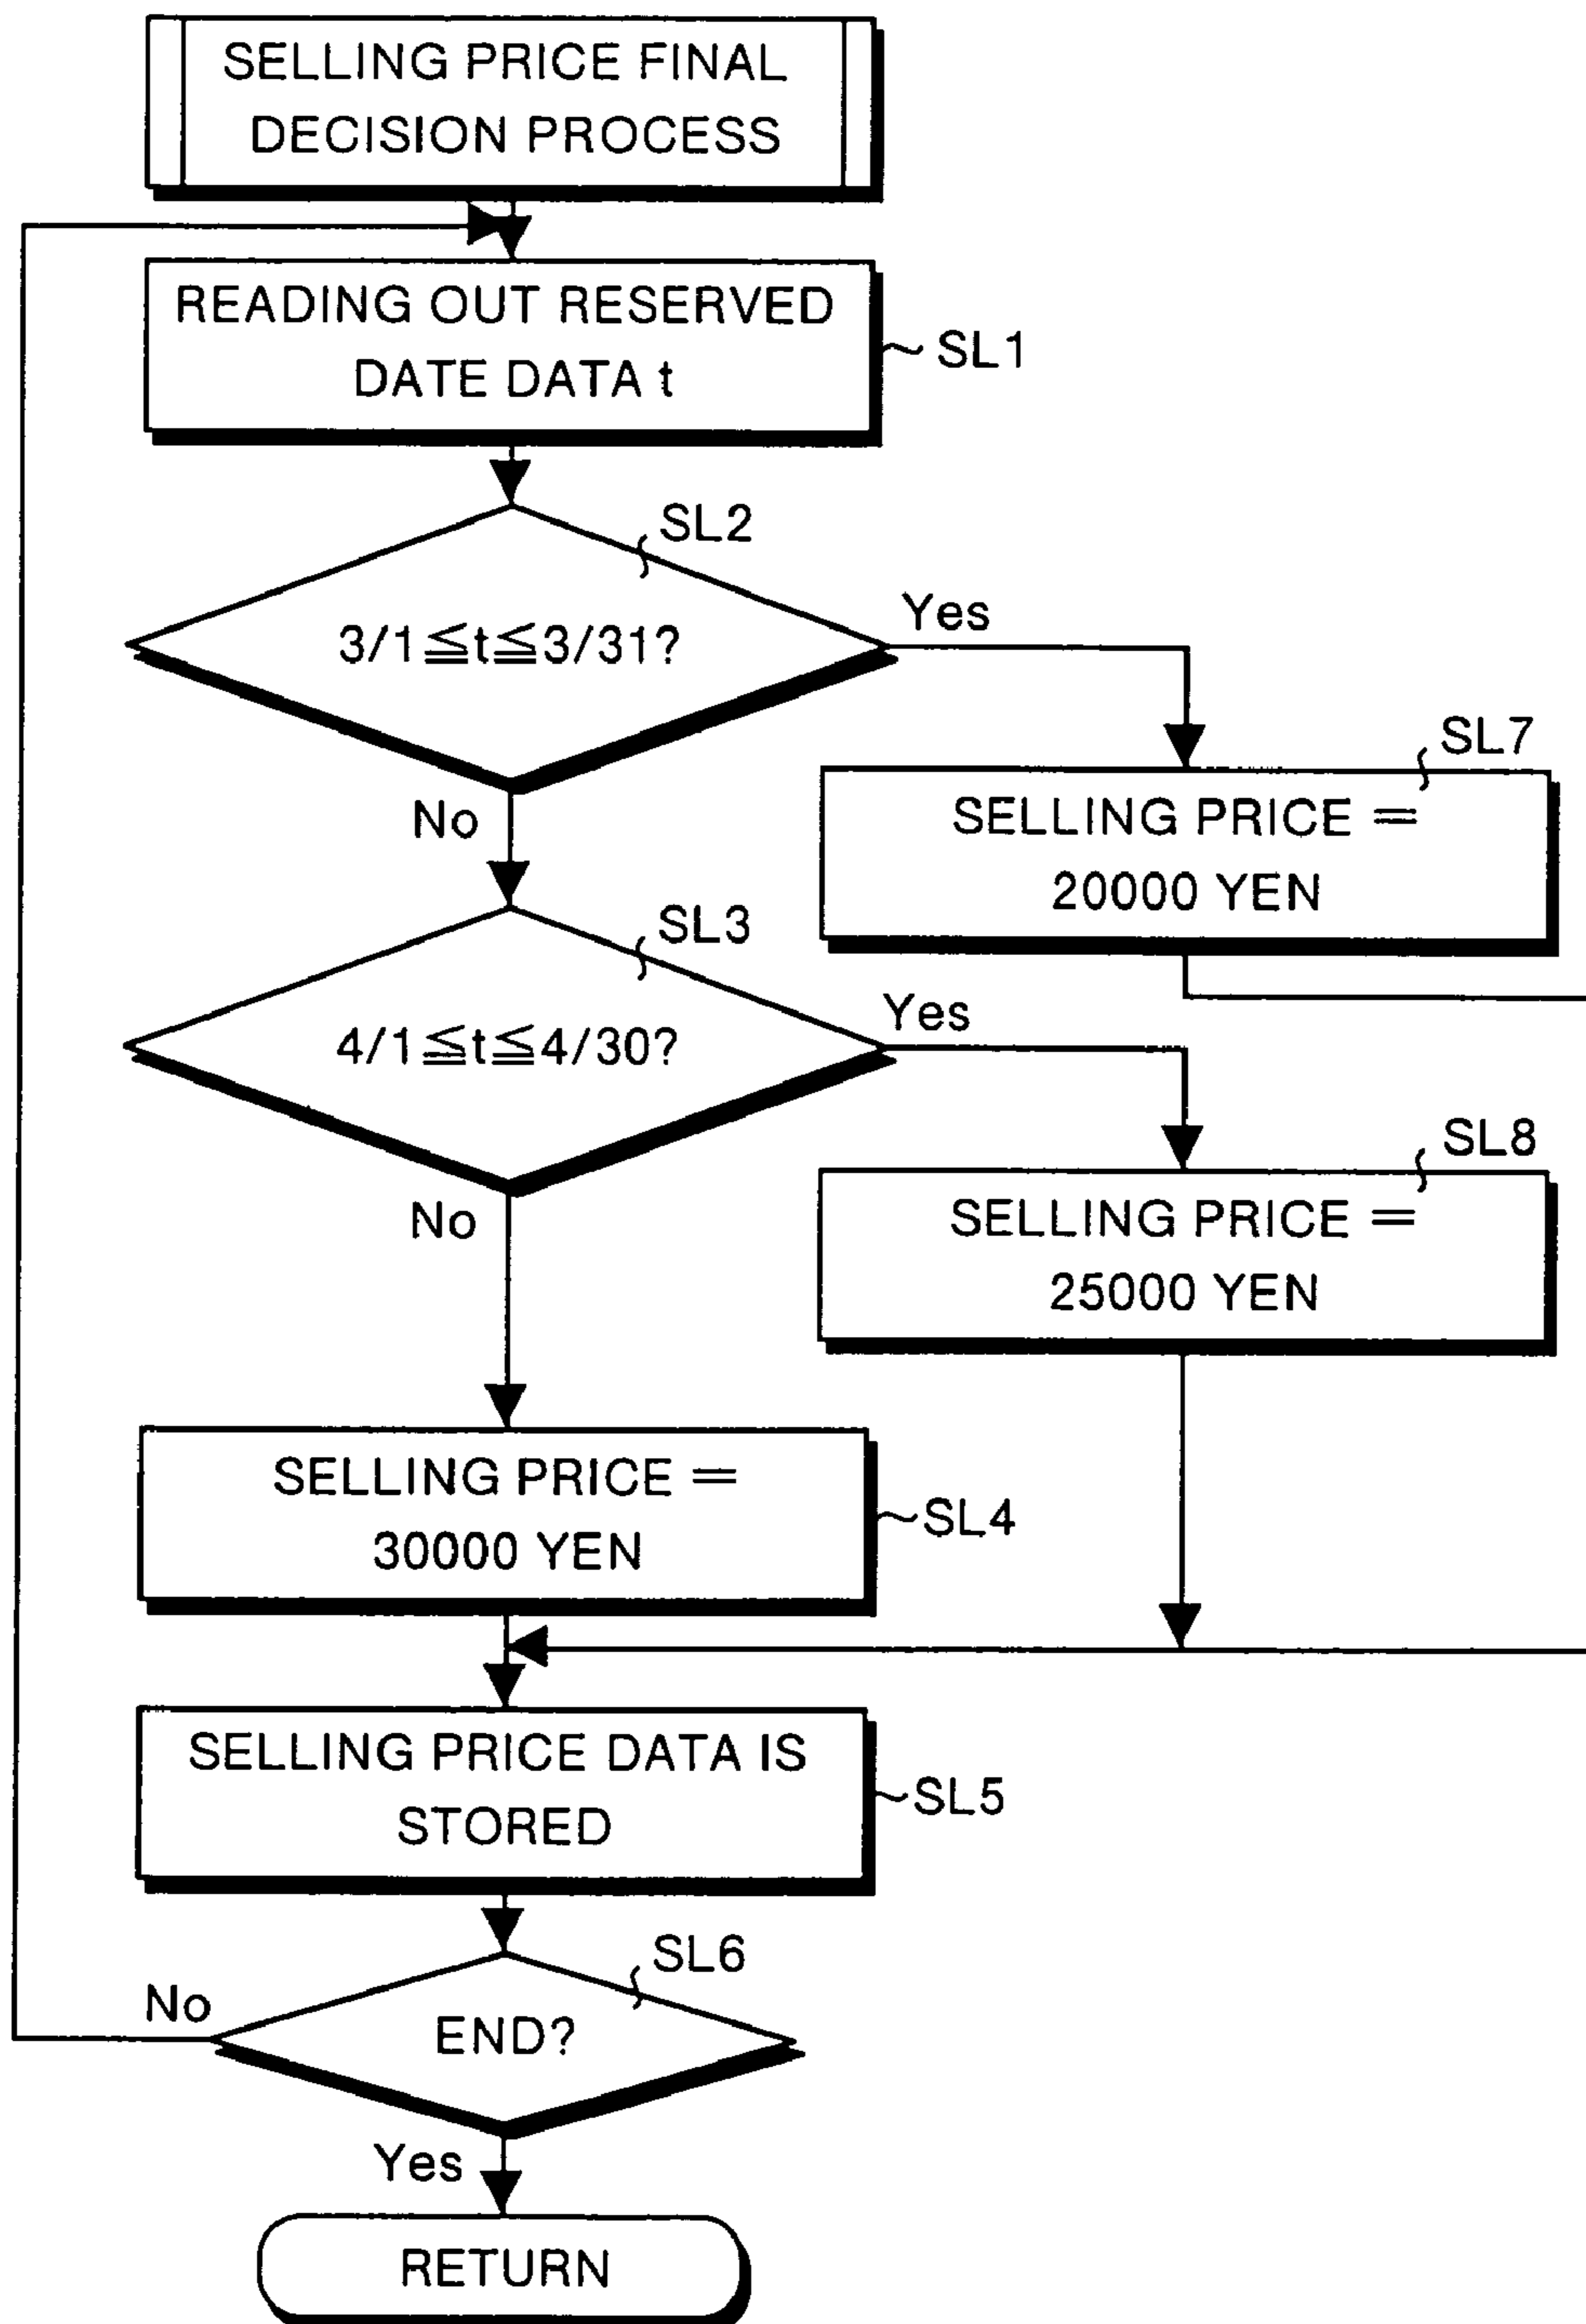 SELLING PRICE FINAL
DECISION PROCESS
READING OUT RESERVED
DATE DATA t
SL1
SL2
3/1≦t≦3/31?
Yes
No
SL7
SELLING PRICE =
20000 YEN
SL3
4/1≦t≦4/30?
Yes
No
SL8
SELLING PRICE =
25000 YEN
SELLING PRICE =
30000 YEN
SL4
SELLING PRICE DATA IS
STORED
SL5
SL6
No
END?
Yes
RETURN